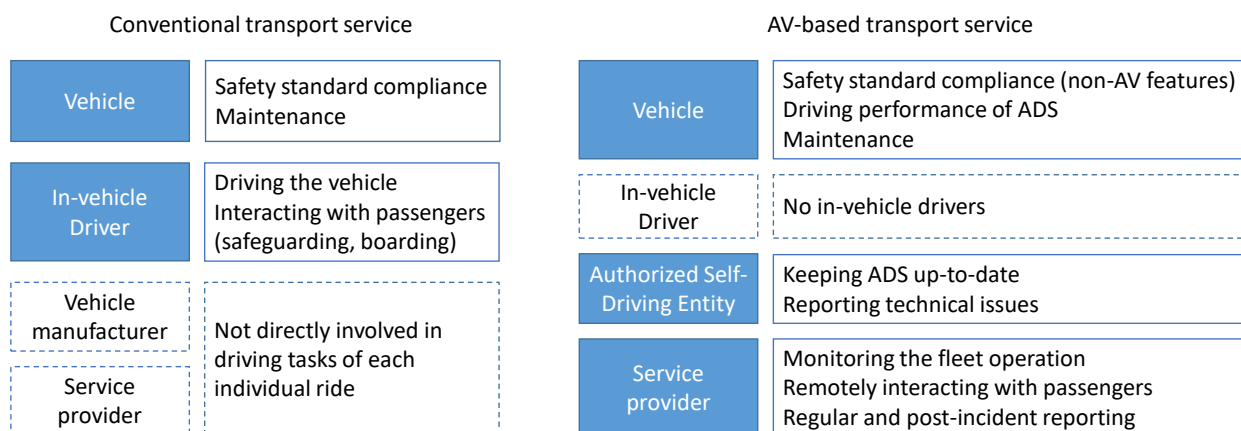 Conventional transport service
Vehicle
Safety standard compliance
Maintenance
In-vehicle
Driver
Driving the vehicle
Interacting with passengers
(safeguarding, boarding)
Vehicle
manufacturer
Service
provider
Not directly involved in
driving tasks of each
individual ride
AV-based transport service
Vehicle
Safety standard compliance (non-AV features)
Driving performance of ADS
Maintenance
In-vehicle
Driver
No in-vehicle drivers
Authorized Self-
Driving Entity
Keeping ADS up-to-date
Reporting technical issues
Service
provider
Monitoring the fleet operation
Remotely interacting with passengers
Regular and post-incident reporting